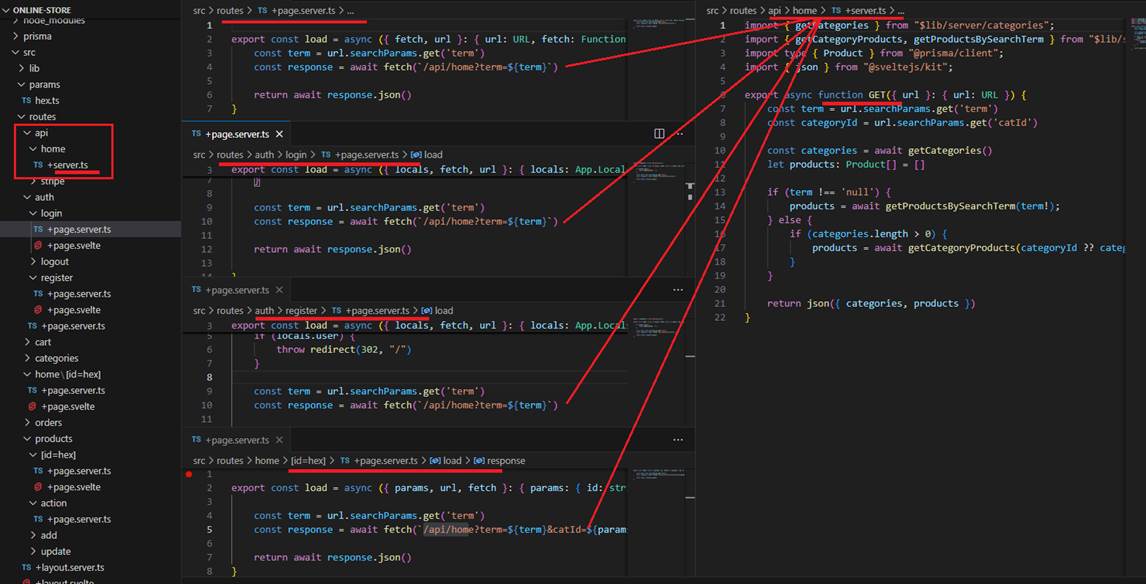 ONLINE-STORE
node_modules
prisma
src
lib
params
TS hex.ts
routes
api
home
TS +server.ts
stripe
auth
login
TS +page.server.ts
+page.svelte
logout
register
TS +page.server.ts
+page.svelte
TS +page.server.ts
cart
categories
home\[id=hex]
TS +page.server.ts
+page.svelte
orders
products
[id=hex]
TS +page.server.ts
+page.svelte
action
TS +page.server.ts
add
update
TS +layout.server.ts
+layout.svelte
src > routes > TS +page.server.ts > ...
1
2 export const load = async ({ fetch, url }: { url: URL, fetch: Function
3 const term = url.searchParams.get('term')
4 const response = await fetch(`/api/home?term=${term}`)
5
6 return await response.json()
7 }
TS +page.server.ts ×
src > routes > auth > login > TS +page.server.ts > load
3 export const load = async ({ locals, fetch, url }: { locals: App.Local
7 }
8
9 const term = url.searchParams.get('term')
10 const response = await fetch(`/api/home?term=${term}`)
11
12 return await response.json()
13
14 }
TS +page.server.ts ×
src > routes > auth > register > TS +page.server.ts > load
3 export const load = async ({ locals, fetch, url }: { locals: App.Local
5 if (locals.user) {
6 throw redirect(302, "/")
7 }
8
9 const term = url.searchParams.get('term')
10 const response = await fetch(`/api/home?term=${term}`)
11
TS +page.server.ts ×
src > routes > home > [id=hex] > TS +page.server.ts > load > response
1
2 export const load = async ({ params, url, fetch }: { params: { id: str
3
4 const term = url.searchParams.get('term')
5 const response = await fetch(`/api/home?term=${term}&catId=${param
6
7 return await response.json()
8 }
src > routes > api > home > TS +server.ts > ...
1 import { getCategories } from "$lib/server/categories";
2 import { getCategoryProducts, getProductsBySearchTerm } from "$lib/s
3 import type { Product } from "@prisma/client";
4 import { json } from "@sveltejs/kit";
5
6 export async function GET({ url }: { url: URL }) {
7 const term = url.searchParams.get('term')
8 const categoryId = url.searchParams.get('catId')
9
10 const categories = await getCategories()
11 let products: Product[] = []
12
13 if (term !== 'null') {
14 products = await getProductsBySearchTerm(term!);
15 } else {
16 if (categories.length > 0) {
17 products = await getCategoryProducts(categoryId ?? categ
18 }
19 }
20
21 return json({ categories, products })
22 }